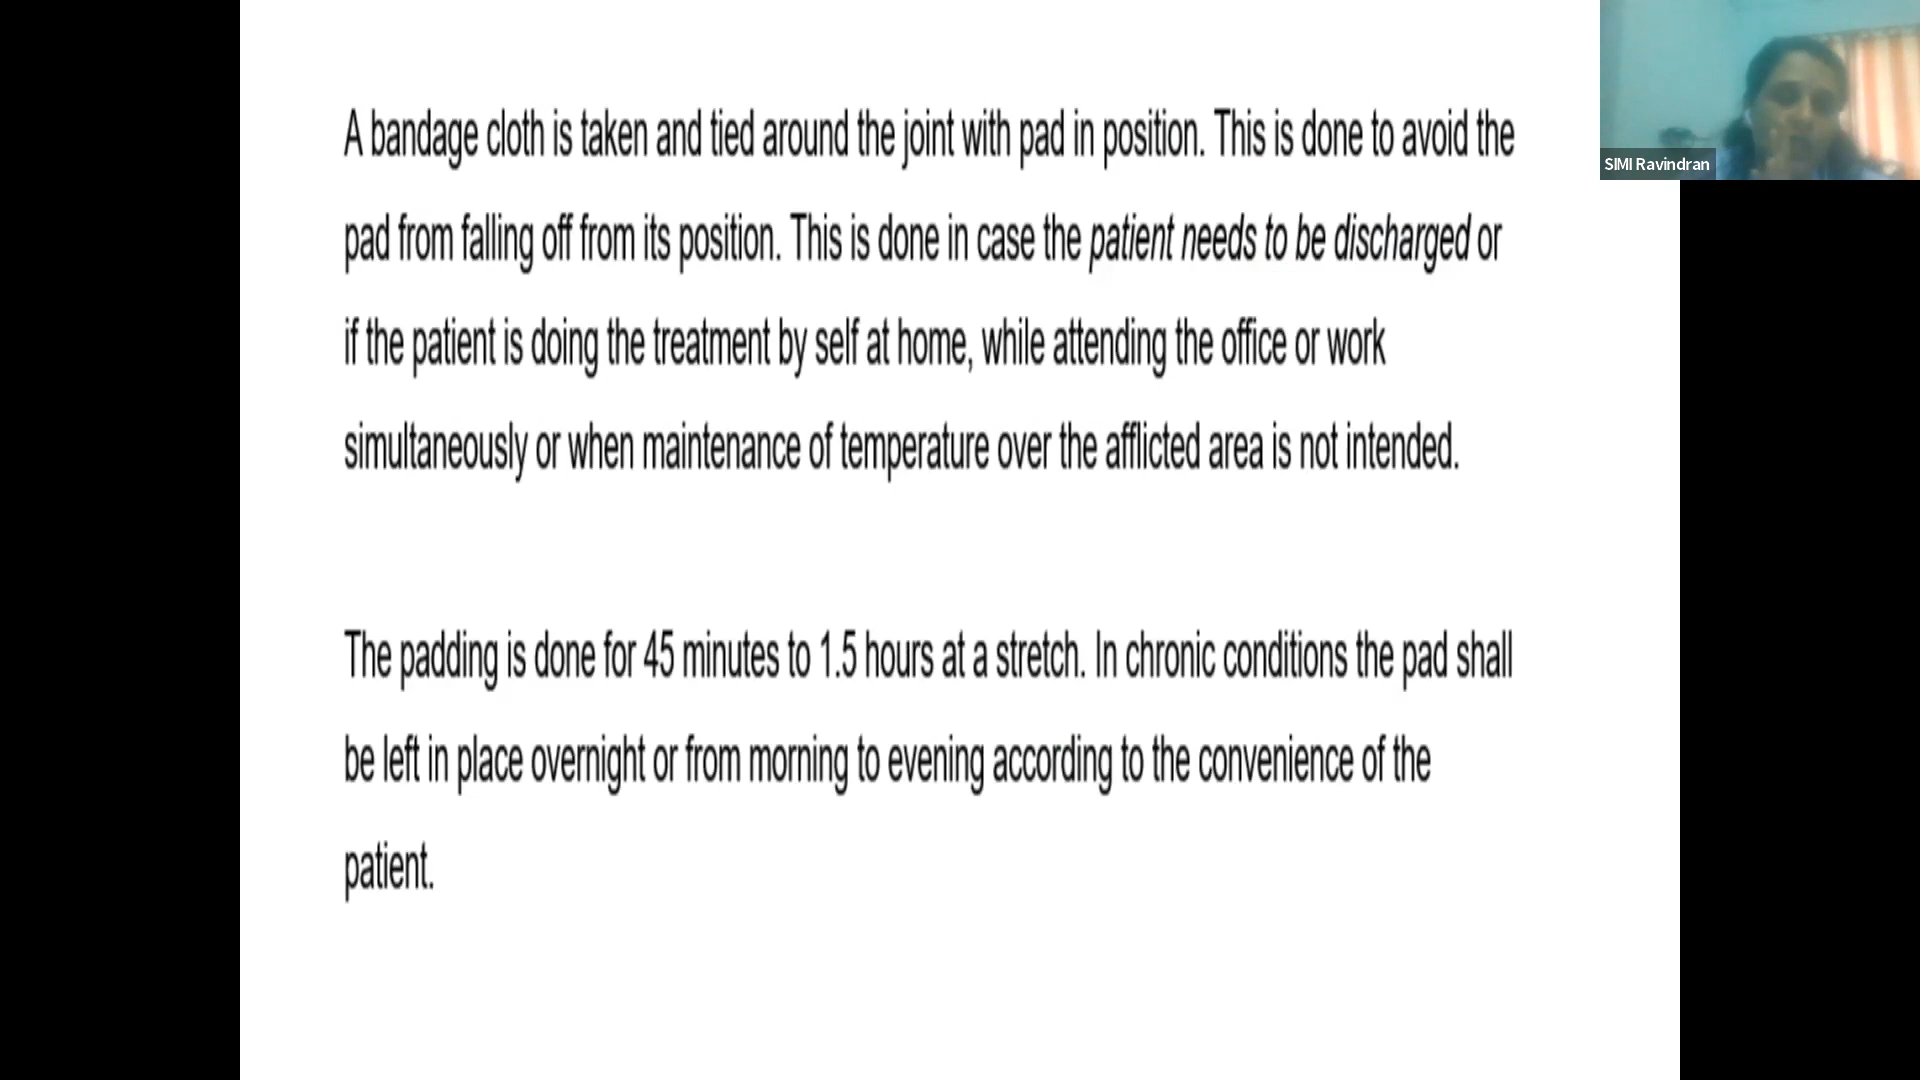 A bandage cloth is taken and tied around the joint with pad in position. This is done to avoid the
pad from falling off from its position. This is done in case the patient needs to be discharged or
if the patient is doing the treatment by self at home, while attending the office or work
simultaneously or when maintenance of temperature over the afflicted area is not intended.
The padding is done for 45 minutes to 1.5 hours at a stretch. In chronic conditions the pad shall
be left in place overnight or from morning to evening according to the convenience of the
patient.
SIMI Ravindran